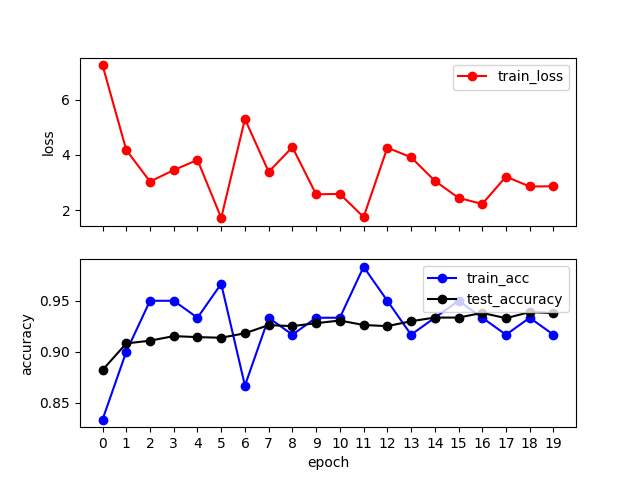 train_loss
6
4
2
loss
train_acc
test_accuracy
0.95
0.90
0.85
accuracy
0 1 2 3 4 5 6 7 8 9 10 11 12 13 14 15 16 17 18 19
epoch